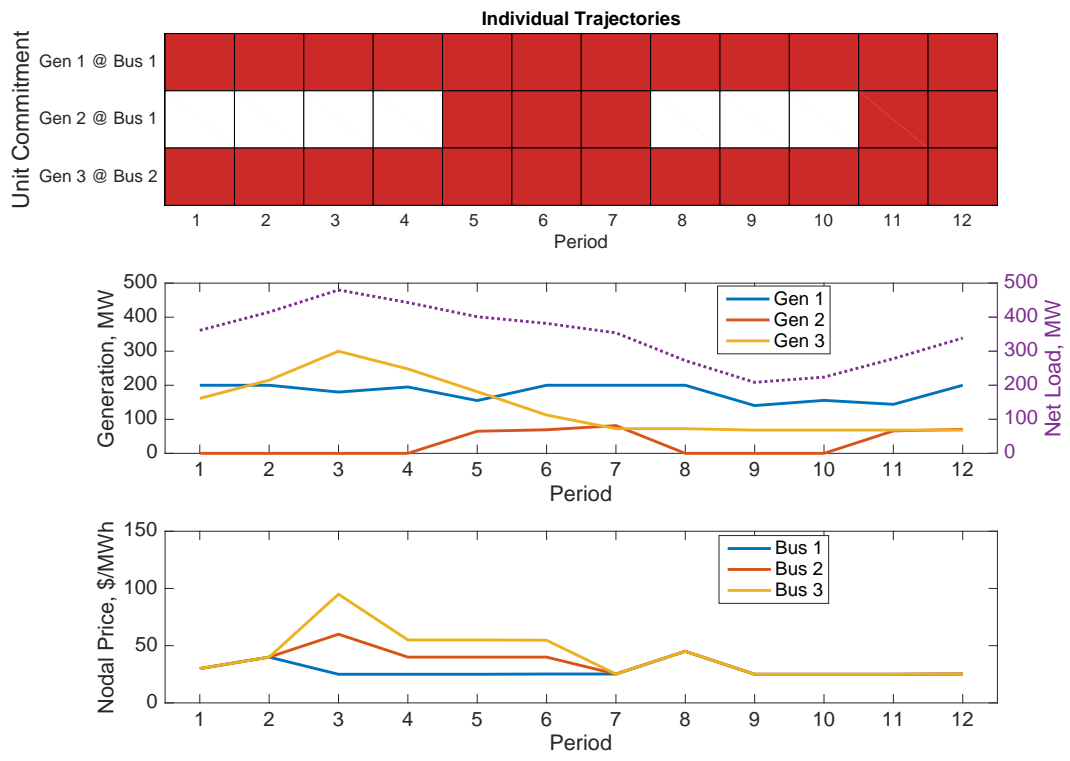 Individual Trajectories
Unit Commitment
Gen 1 @ Bus 1
Gen 2 @ Bus 1
Gen 3 @ Bus 2
1 2 3 4 5 6 7 8 9 10 11 12
Period
Generation, MW
500
400
300
200
100
0
Gen 1
Gen 2
Gen 3
500
400
300
200
100
0
Net Load, MW
1 2 3 4 5 6 7 8 9 10 11 12
Period
Nodal Price, $/MWh
150
100
50
0
Bus 1
Bus 2
Bus 3
1 2 3 4 5 6 7 8 9 10 11 12
Period